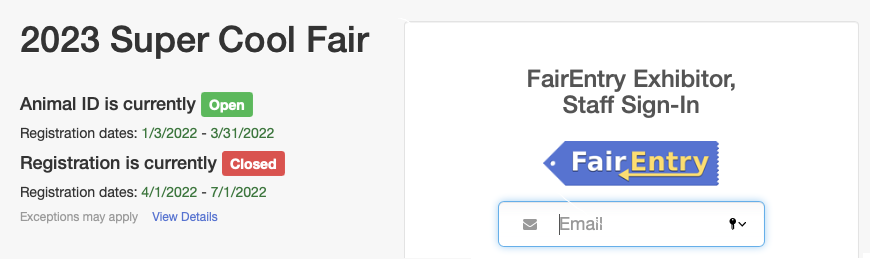 2023 Super Cool Fair
Animal ID is currently Open
Registration dates: 1/3/2022 - 3/31/2022
Registration is currently Closed
Registration dates: 4/1/2022 - 7/1/2022
Exceptions may apply View Details
FairEntry Exhibitor,
Staff Sign-In
FairEntry
Email